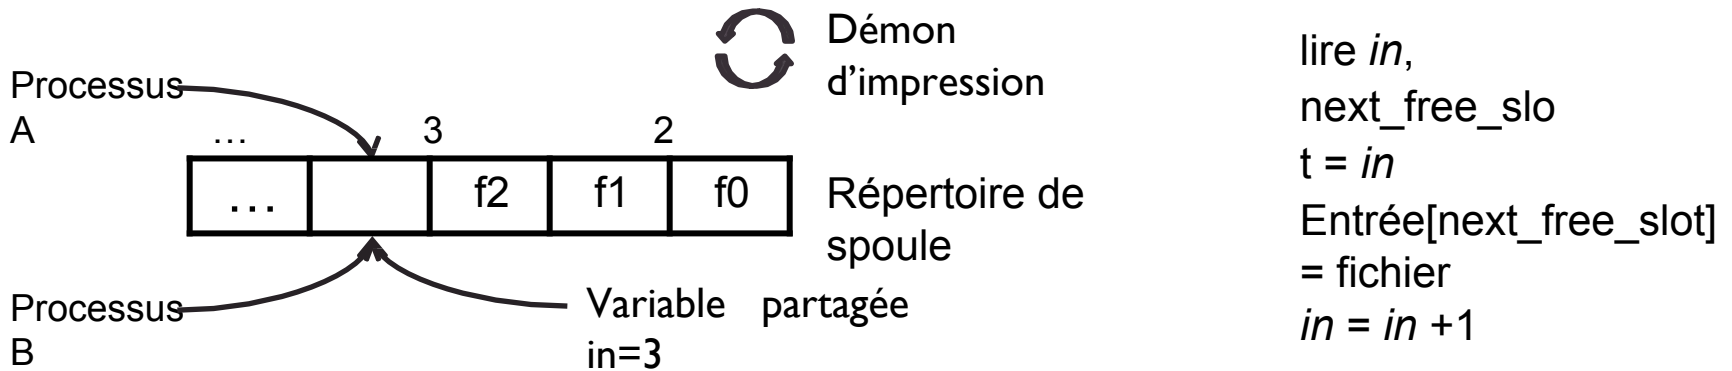 Démon
d’impression
Processus
A
… 3 2
… f2 f1 f0
Répertoire de
spoule
Processus
B
Variable partagée
in=3
lire in,
next_free_slo
t = in
Entrée[next_free_slot]
= fichier
in = in +1